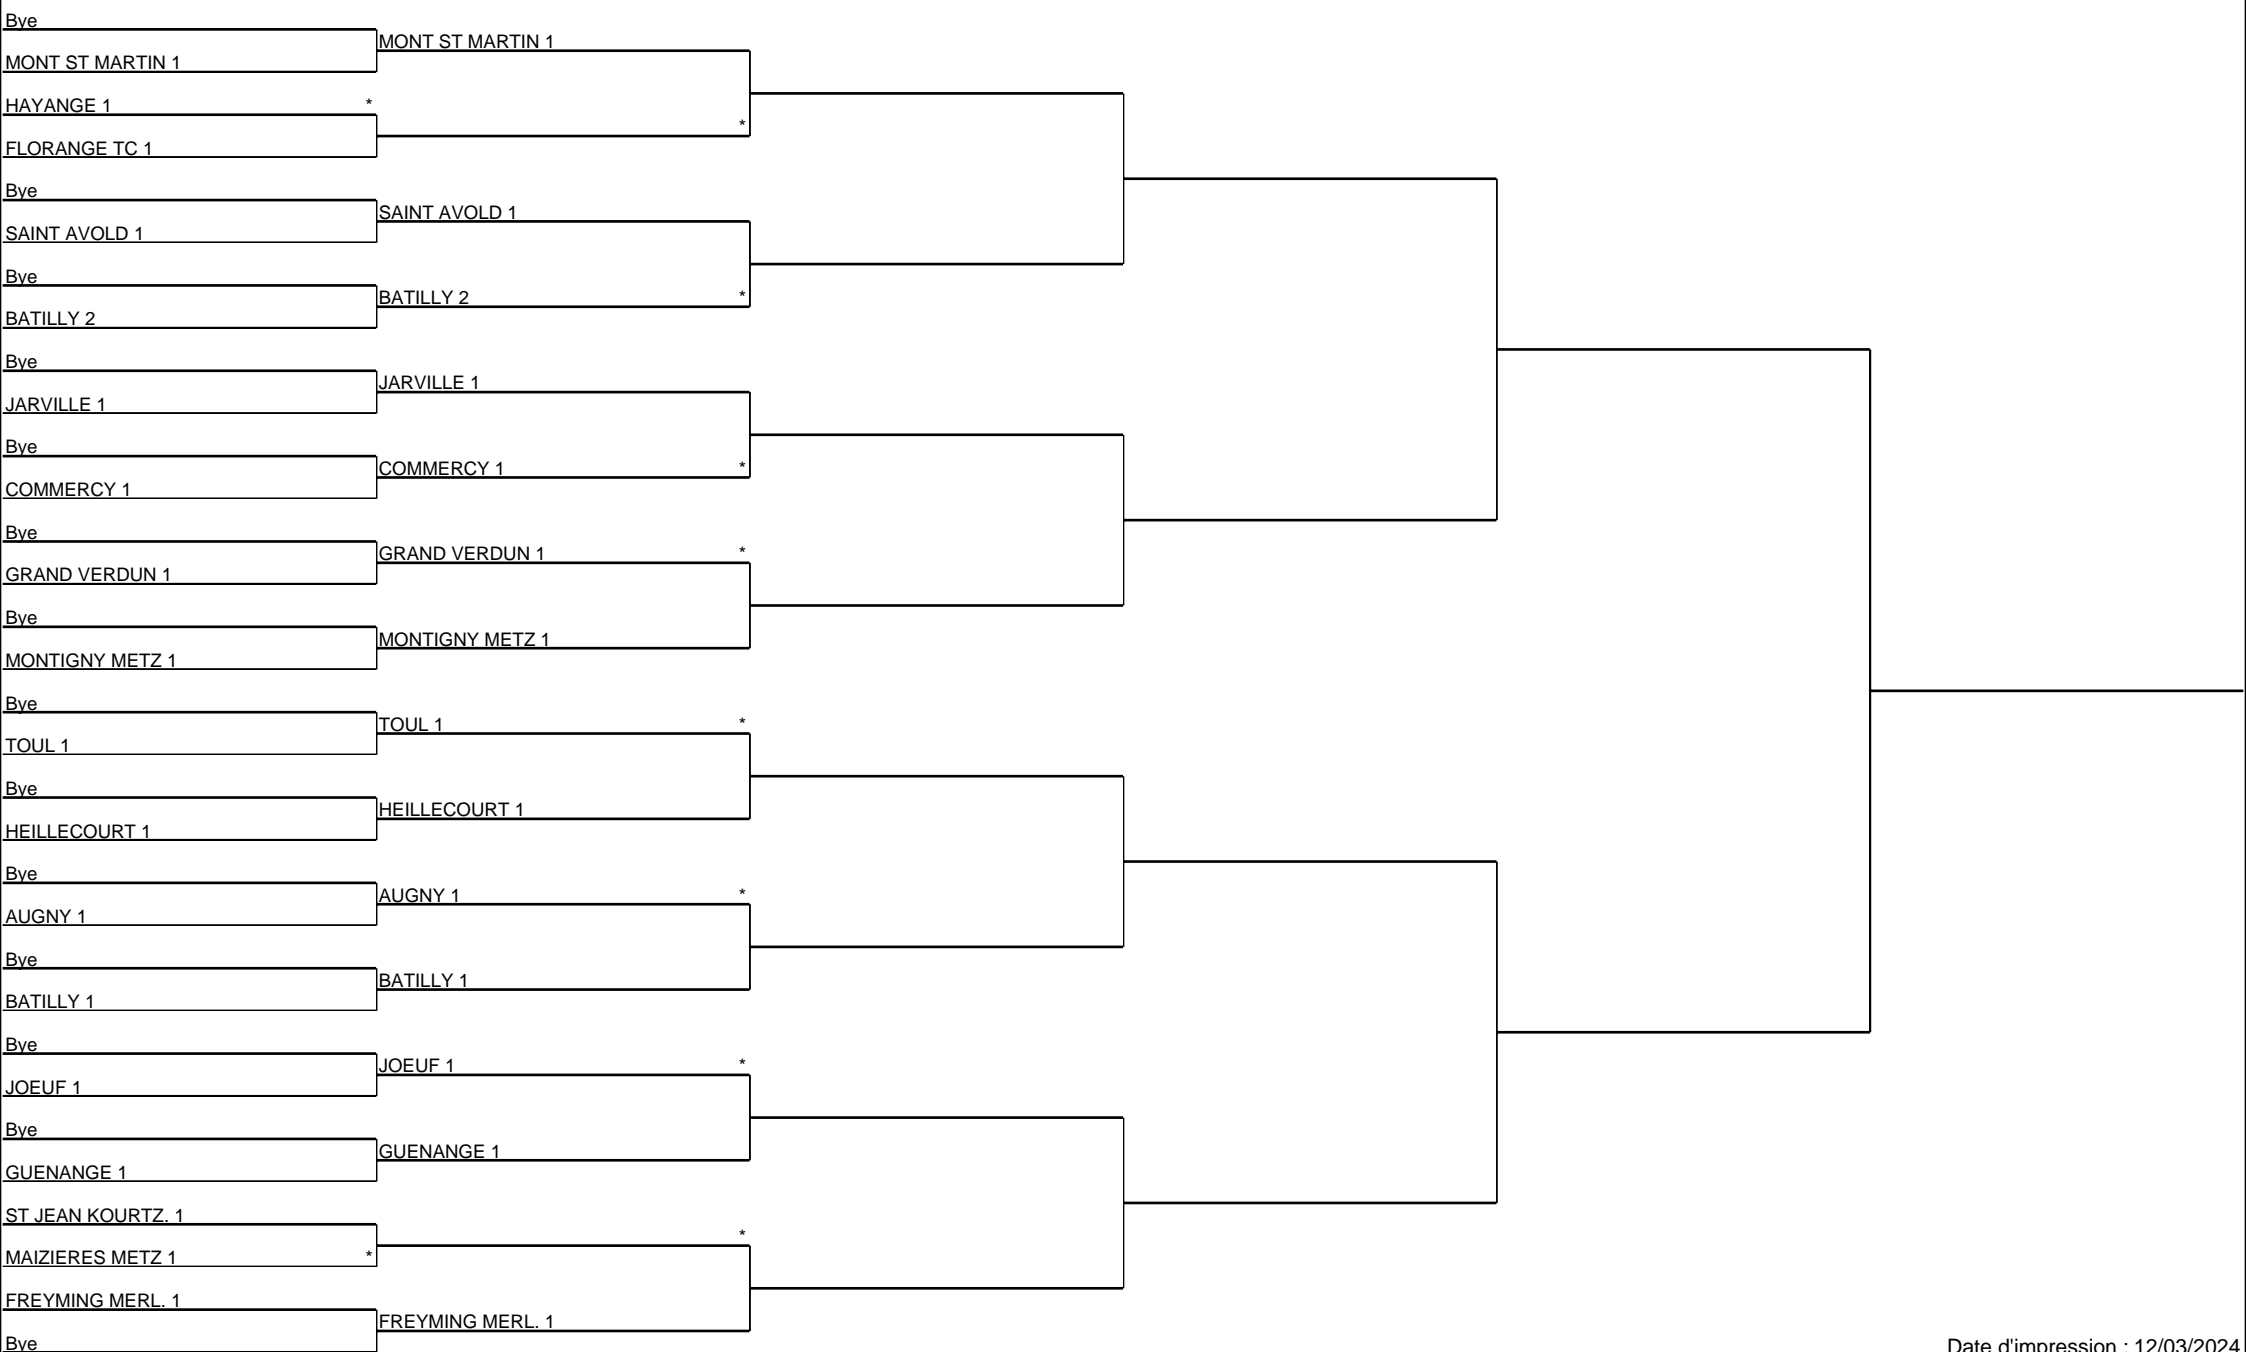 Bye
MONT ST MARTIN 1
MONT ST MARTIN 1
HAYANGE 1 *
*
FLORANGE TC 1
Bye
SAINT AVOLD 1
SAINT AVOLD 1
Bye
BATILLY 2 *
BATILLY 2
Bye
JARVILLE 1
JARVILLE 1
Bye
COMMERCY 1 *
COMMERCY 1
Bye
GRAND VERDUN 1 *
GRAND VERDUN 1
Bye
MONTIGNY METZ 1
MONTIGNY METZ 1
Bye
TOUL 1 *
TOUL 1
Bye
HEILLECOURT 1
HEILLECOURT 1
Bye
AUGNY 1 *
AUGNY 1
Bye
BATILLY 1
BATILLY 1
Bye
JOEUF 1 *
JOEUF 1
Bye
GUENANGE 1
GUENANGE 1
ST JEAN KOURTZ. 1
*
MAIZIERES METZ 1 *
FREYMING MERL. 1
FREYMING MERL. 1
Bye
Date d'impression : 12/03/2024